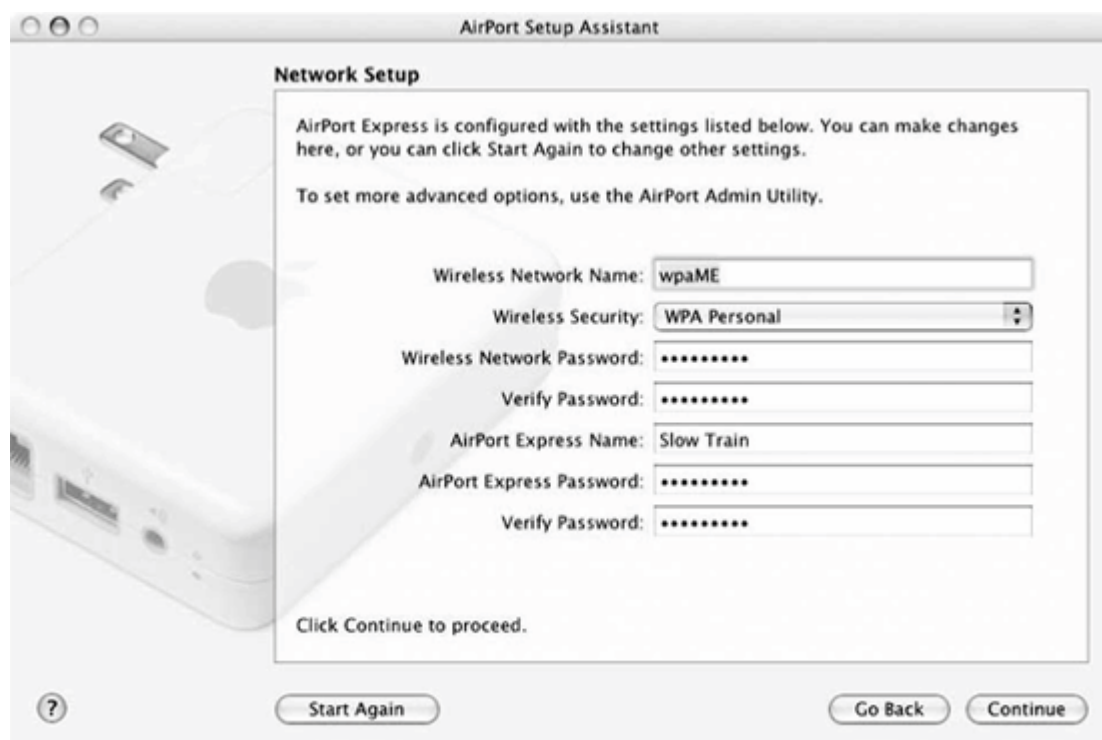 AirPort Setup Assistant
Network Setup
AirPort Express is configured with the settings listed below. You can make changes
here, or you can click Start Again to change other settings.
To set more advanced options, use the AirPort Admin Utility.
Wireless Network Name: wpaME
Wireless Security: WPA Personal
Wireless Network Password: •••••••••
Verify Password: •••••••••
AirPort Express Name: Slow Train
AirPort Express Password: •••••••••
Verify Password: •••••••••
Click Continue to proceed.
? Start Again Go Back Continue